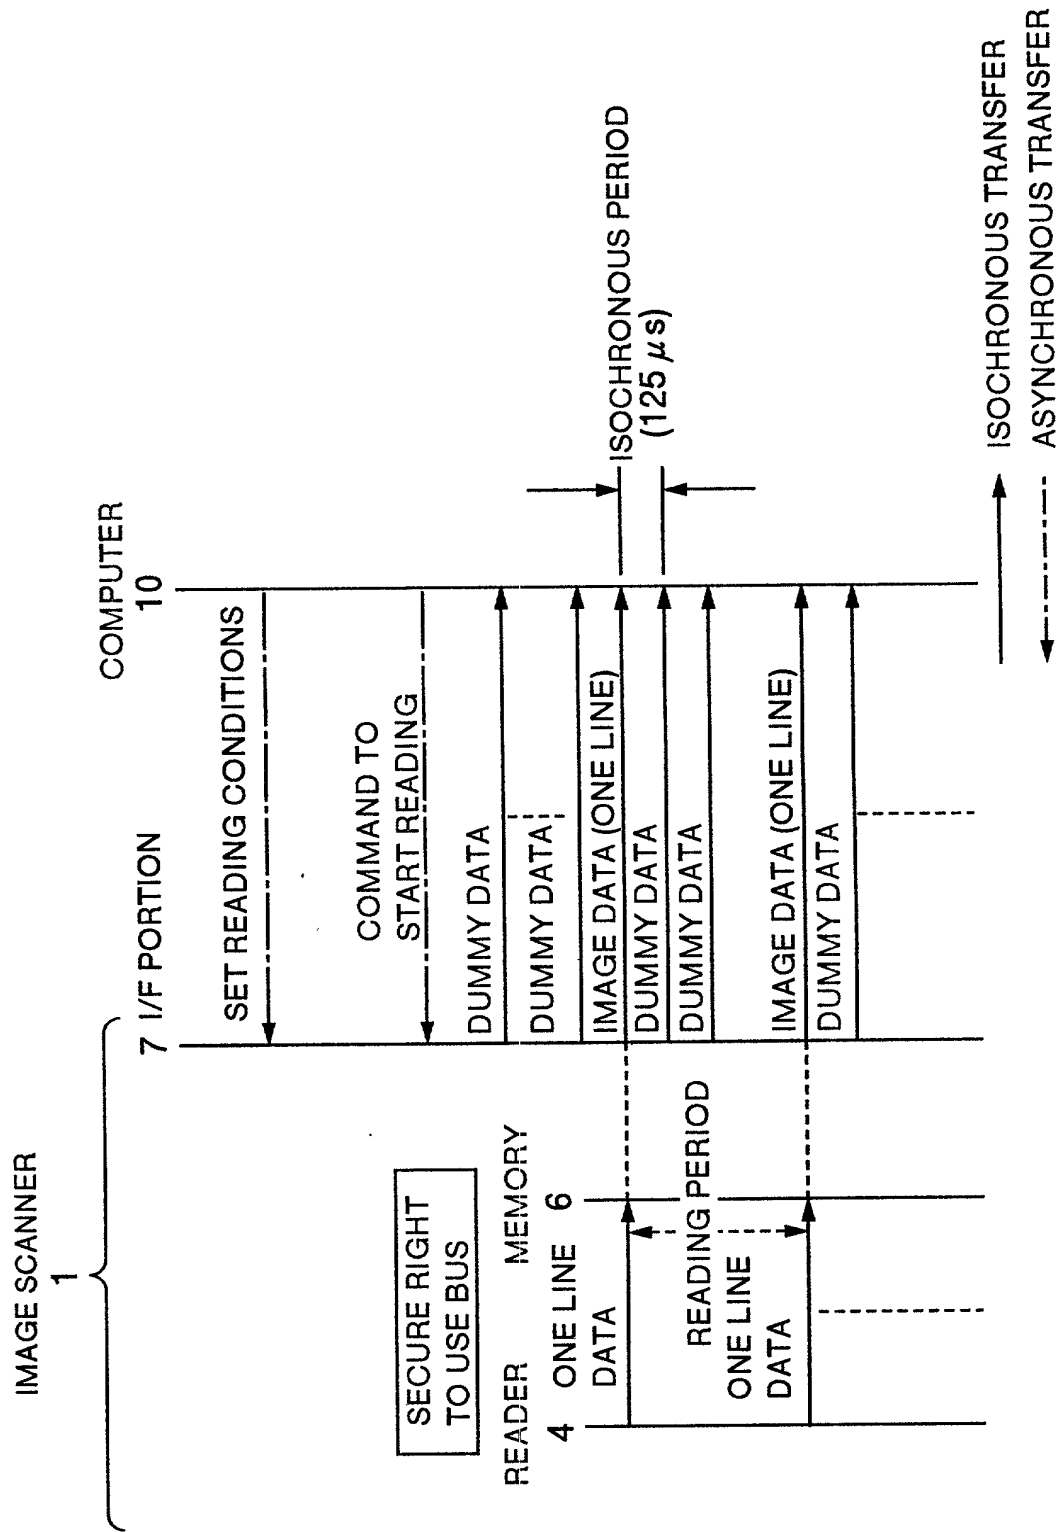 IMAGE SCANNER
1
7 I/F PORTION
COMPUTER
10
SET READING CONDITIONS
COMMAND TO
START READING
SECURE RIGHT
TO USE BUS
READER
4
MEMORY
6
DUMMY DATA
DUMMY DATA
ONE LINE
DATA
IMAGE DATA (ONE LINE)
DUMMY DATA
DUMMY DATA
ISOCHRONOUS PERIOD
(125 μs)
READING PERIOD
ONE LINE
DATA
IMAGE DATA (ONE LINE)
DUMMY DATA
ISOCHRONOUS TRANSFER
ASYNCHRONOUS TRANSFER